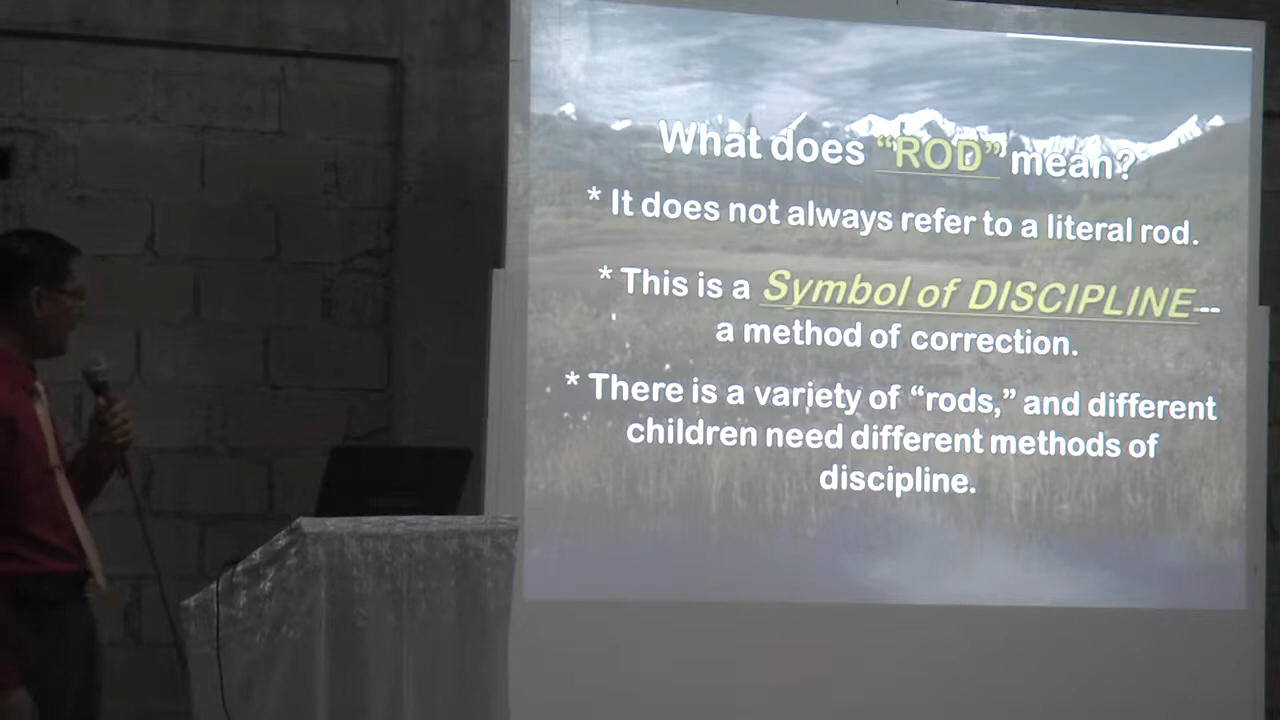 What does “ROD” mean?
* It does not always refer to a literal rod.
* This is a Symbol of DISCIPLINE--
a method of correction.
* There is a variety of “rods,” and different
children need different methods of
discipline.